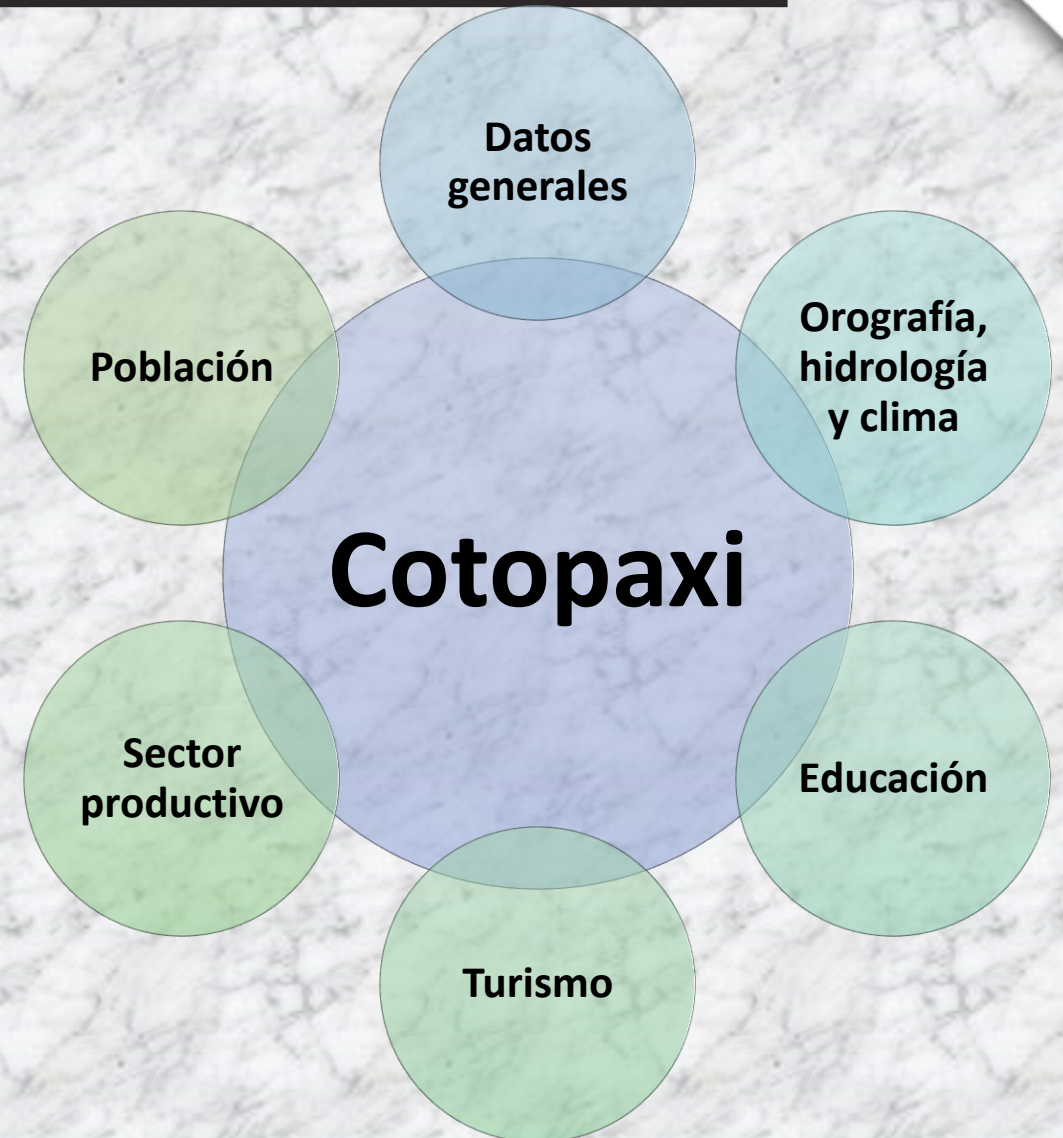 Datos
generales
Orografía,
hidrología
y clima
Población
Cotopaxi
Sector
productivo
Educación
Turismo